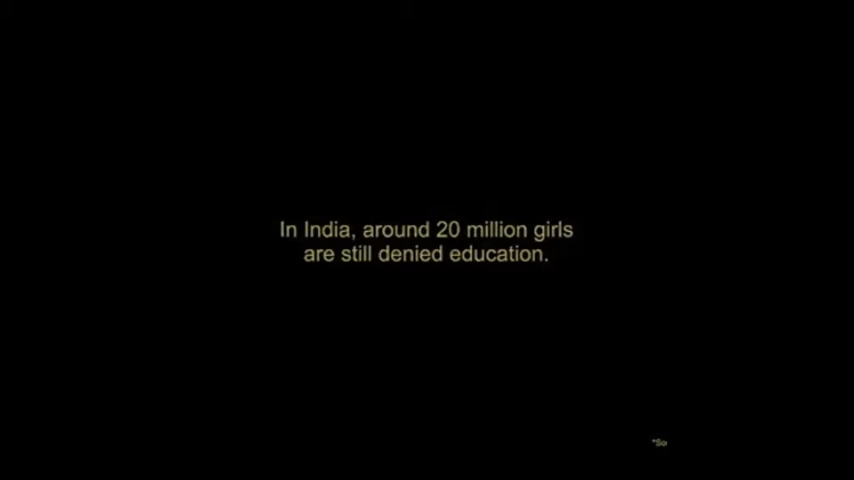 In India, around 20 million girls
are still denied education.